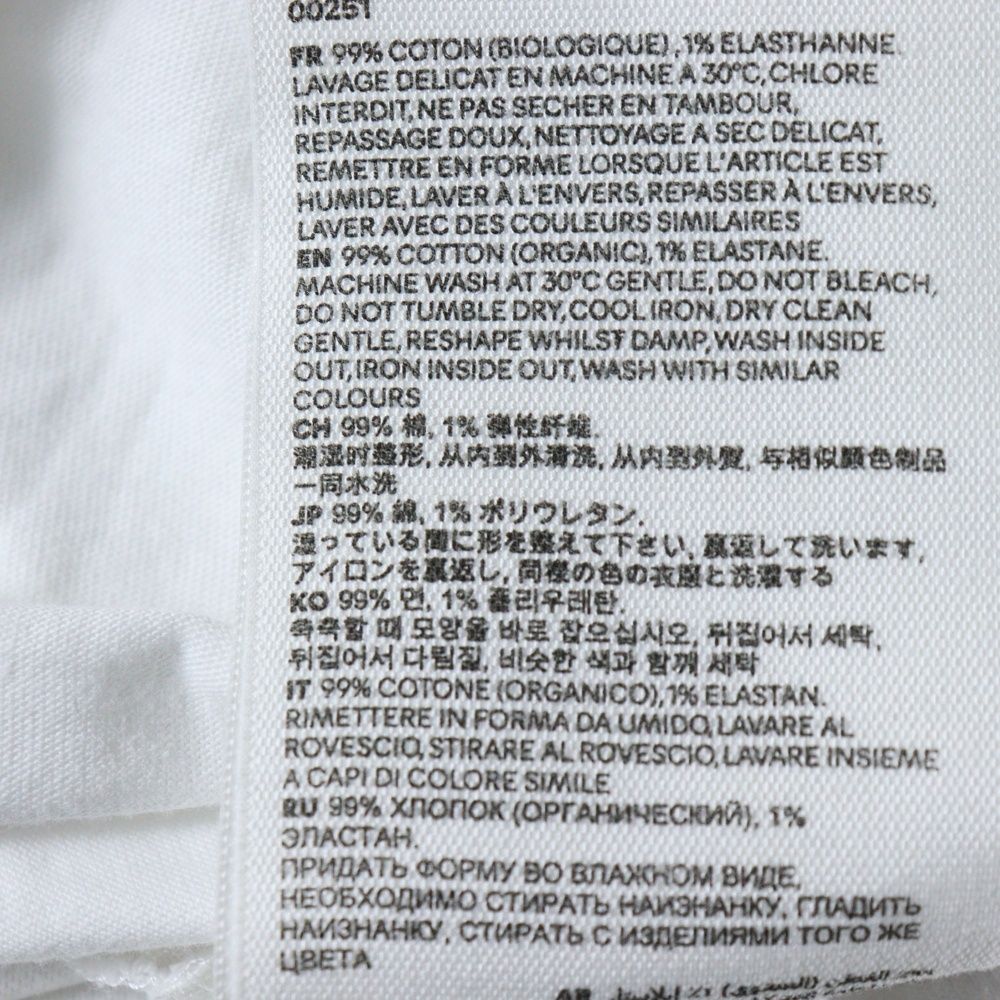 00251
FR 99% COTON (BIOLOGIQUE),1% ELASTHANNE.
LAVAGE DELICAT EN MACHINE A 30°C,CHLORE
INTERDIT,NE PAS SECHER EN TAMBOUR,
REPASSAGE DOUX,NETTOYAGE A SEC DELICAT,
REMETTRE EN FORME LORSQUE L'ARTICLE EST
HUMIDE,LAVER À L'ENVERS,REPASSER À L'ENVERS,
LAVER AVEC DES COULEURS SIMILAIRES
EN 99% COTTON (ORGANIC),1% ELASTANE.
MACHINE WASH AT 30°C GENTLE,DO NOT BLEACH,
DO NOT TUMBLE DRY,COOL IRON,DRY CLEAN
GENTLE,RESHAPE WHILST DAMP,WASH INSIDE
OUT,IRON INSIDE OUT,WASH WITH SIMILAR
COLOURS
CH 99% 棉, 1% 弹性纤维.
潮湿时整形, 从内到外清洗, 从内到外熨, 与相似颜色制品
一同水洗
JP 99% 綿, 1% ポリウレタン.
湿っている間に形を整えて下さい, 裏返して洗います,
アイロンを裏返し, 同様の色の衣服と洗濯する
KO 99% 면, 1% 폴리우레탄.
축축할 때 모양을 바로 잡으십시오, 뒤집어서 세탁,
뒤집어서 다림질, 비슷한 색과 함께 세탁
IT 99% COTONE (ORGANICO),1% ELASTAN.
RIMETTERE IN FORMA DA UMIDO,LAVARE AL
ROVESCIO,STIRARE AL ROVESCIO,LAVARE INSIEME
A CAPI DI COLORE SIMILE
RU 99% ХЛОПОК (ОРГАНИЧЕСКИЙ), 1%
ЭЛАСТАН.
ПРИДАТЬ ФОРМУ ВО ВЛАЖНОМ ВИДЕ,
НЕОБХОДИМО СТИРАТЬ НАИЗНАНКУ, ГЛАДИТЬ
НАИЗНАНКУ, СТИРАТЬ С ИЗДЕЛИЯМИ ТОГО ЖЕ
ЦВЕТА
AR